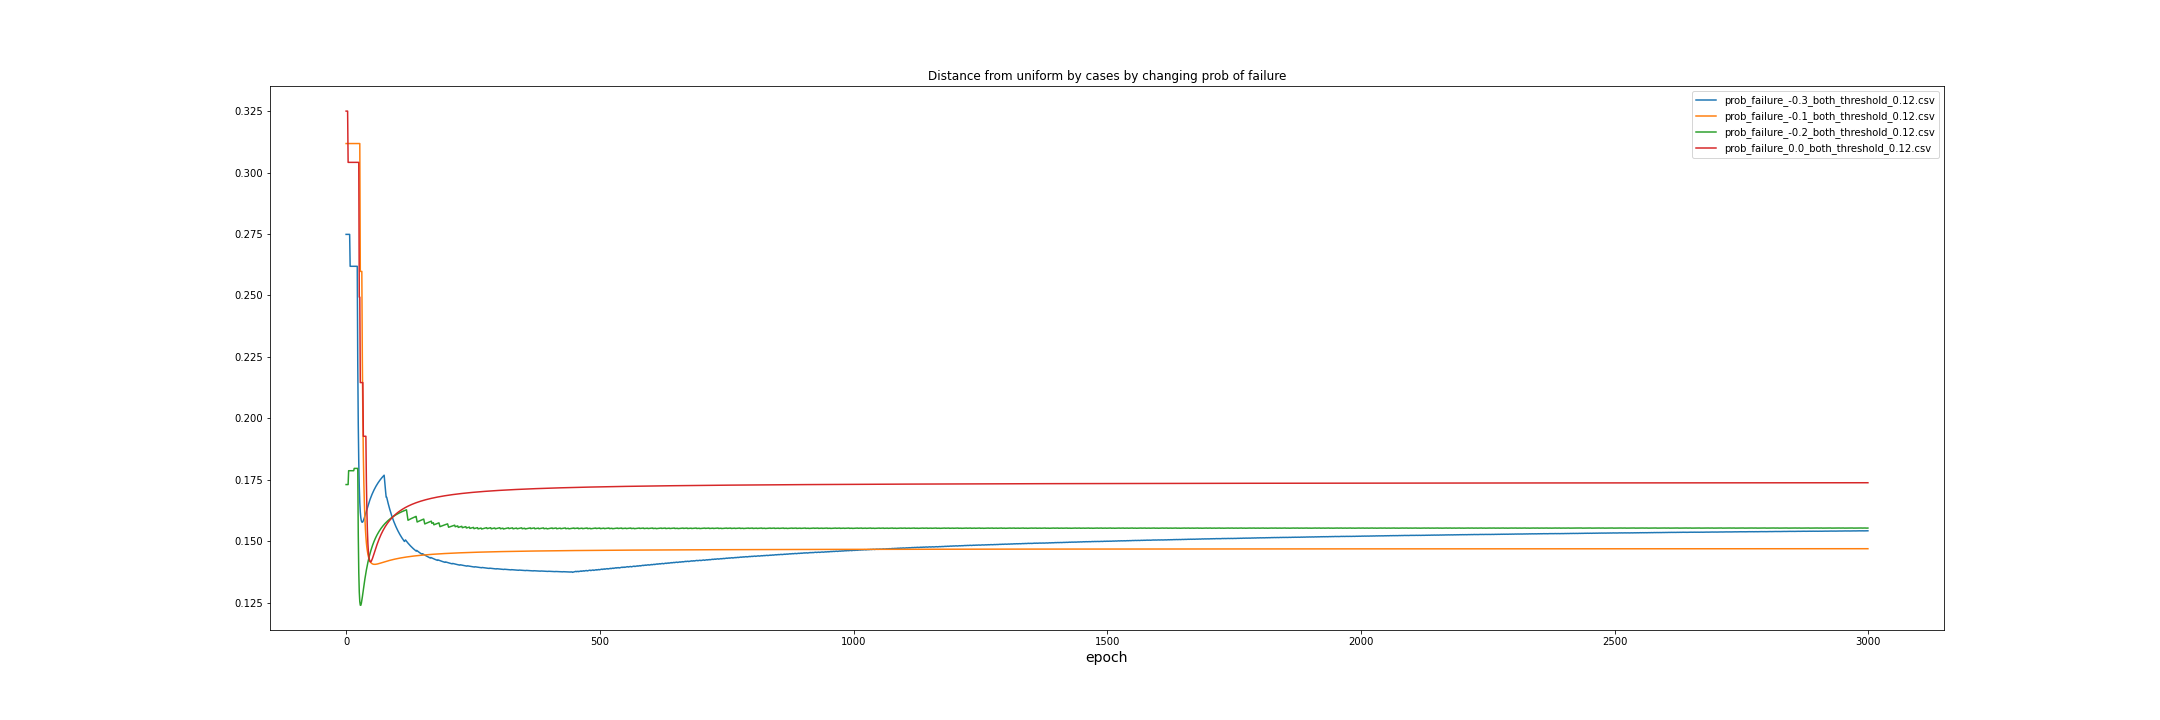 Distance from uniform by cases by changing prob of failure
prob_failure_-0.3_both_threshold_0.12.csv
prob_failure_-0.1_both_threshold_0.12.csv
prob_failure_-0.2_both_threshold_0.12.csv
prob_failure_0.0_both_threshold_0.12.csv
0.325
0.300
0.275
0.250
0.225
0.200
0.175
0.150
0.125
0 500 1000 1500 2000 2500 3000
epoch